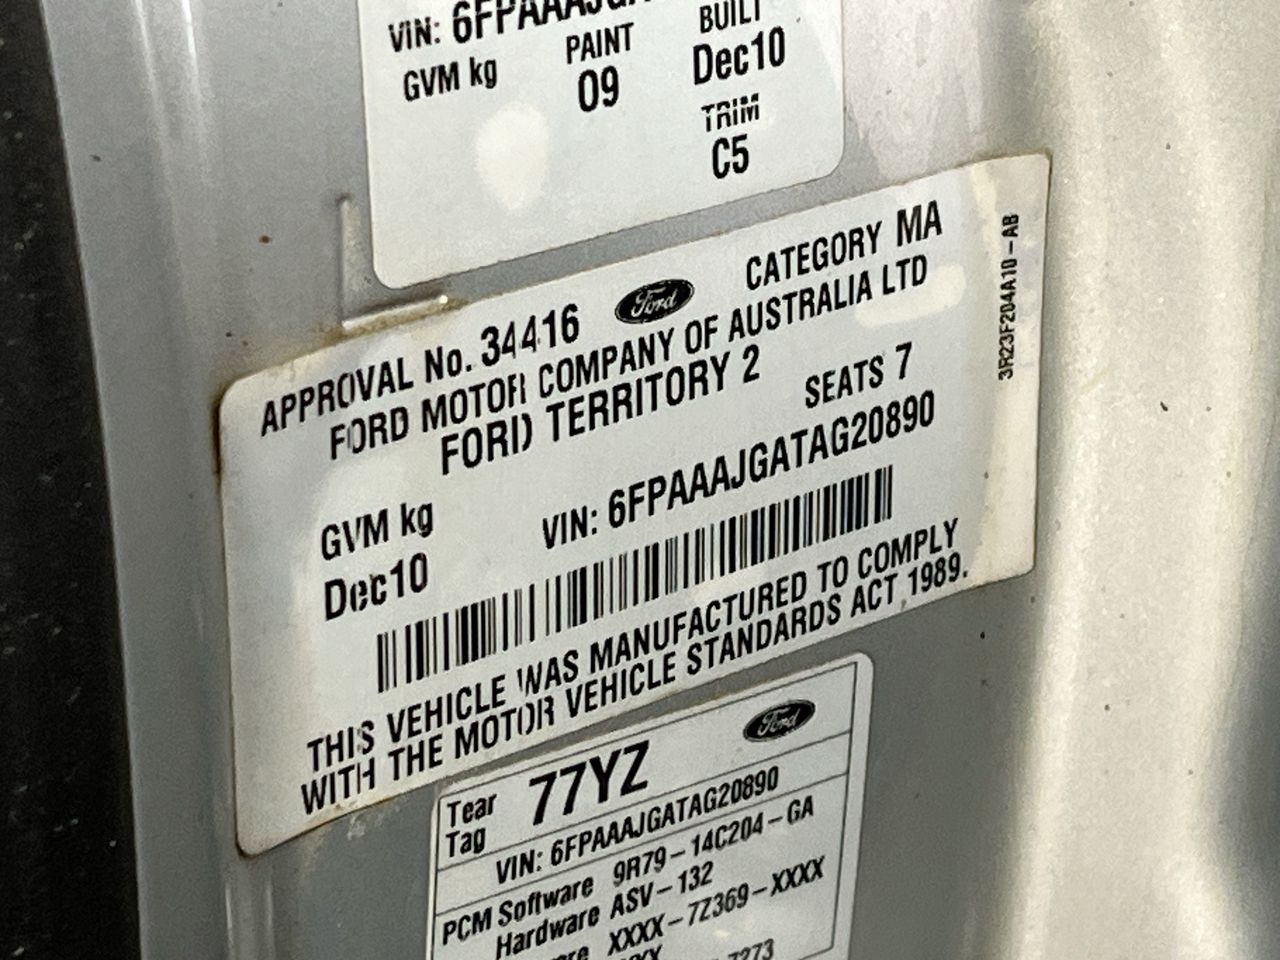 VIN: 6FPAAAJGA
GVM kg PAINT BUILT
09 Dec10
TRIM
C5
APPROVAL No. 34416 Ford CATEGORY MA
FORD MOTOR COMPANY OF AUSTRALIA LTD
FORD TERRITORY 2
SEATS 7
GVM kg VIN: 6FPAAAJGATAG20890
Dec10
THIS VEHICLE WAS MANUFACTURED TO COMPLY
WITH THE MOTOR VEHICLE STANDARDS ACT 1989.
3R23F204A10-AB
Tear Tag 77YZ Ford
VIN: 6FPAAAJGATAG20890
PCM Software 9R79-14C204-GA
Hardware ASV-132
XXXX-7Z369-XXXX
7273